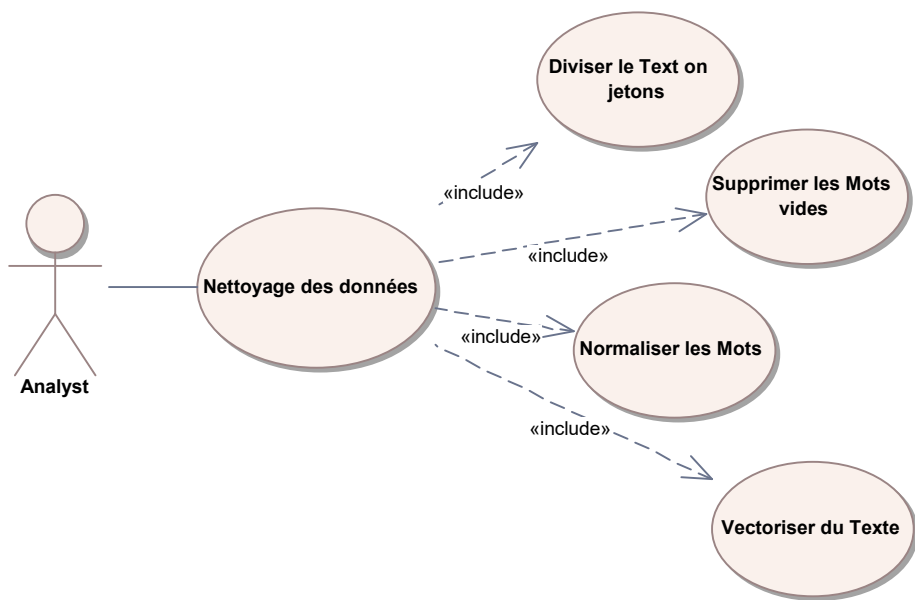 Diviser le Text on
jetons
«include»
Supprimer les Mots
vides
«include»
Nettoyage des données
«include»
Normaliser les Mots
Analyst
«include»
Vectoriser du Texte